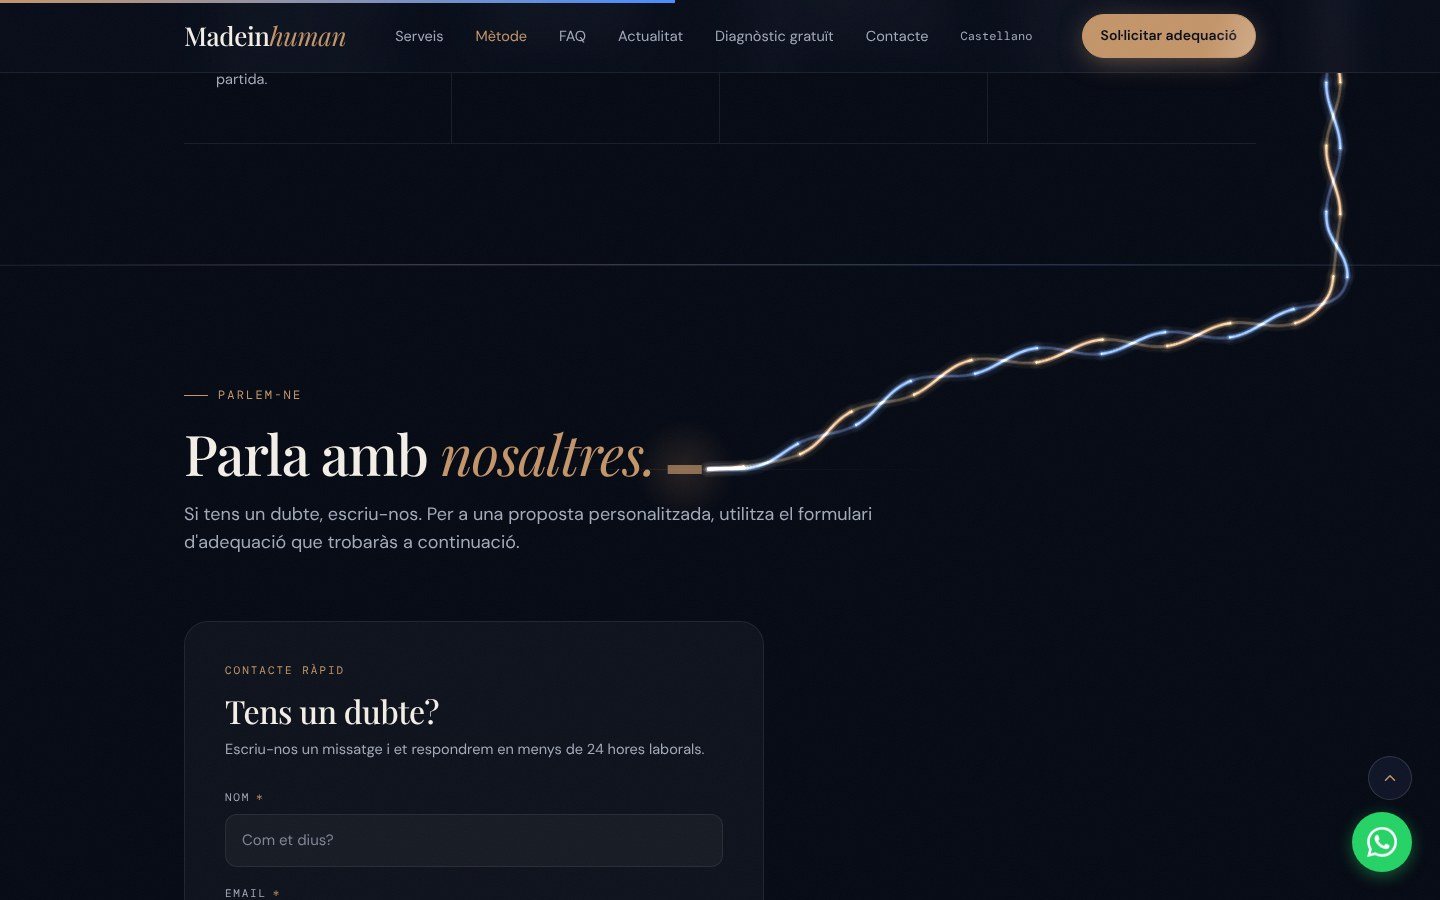 Madeinhuman
Serveis
Mètode
FAQ
Actualitat
Diagnòstic gratuït
Contacte
Castellano
Sol·licitar adequació
partida.
PARLEM-NE
Parla amb nosaltres.
Si tens un dubte, escriu-nos. Per a una proposta personalitzada, utilitza el formulari
d'adequació que trobaràs a continuació.
CONTACTE RÀPID
Tens un dubte?
Escriu-nos un missatge i et respondrem en menys de 24 hores laborals.
NOM *
Com et dius?
EMAIL *